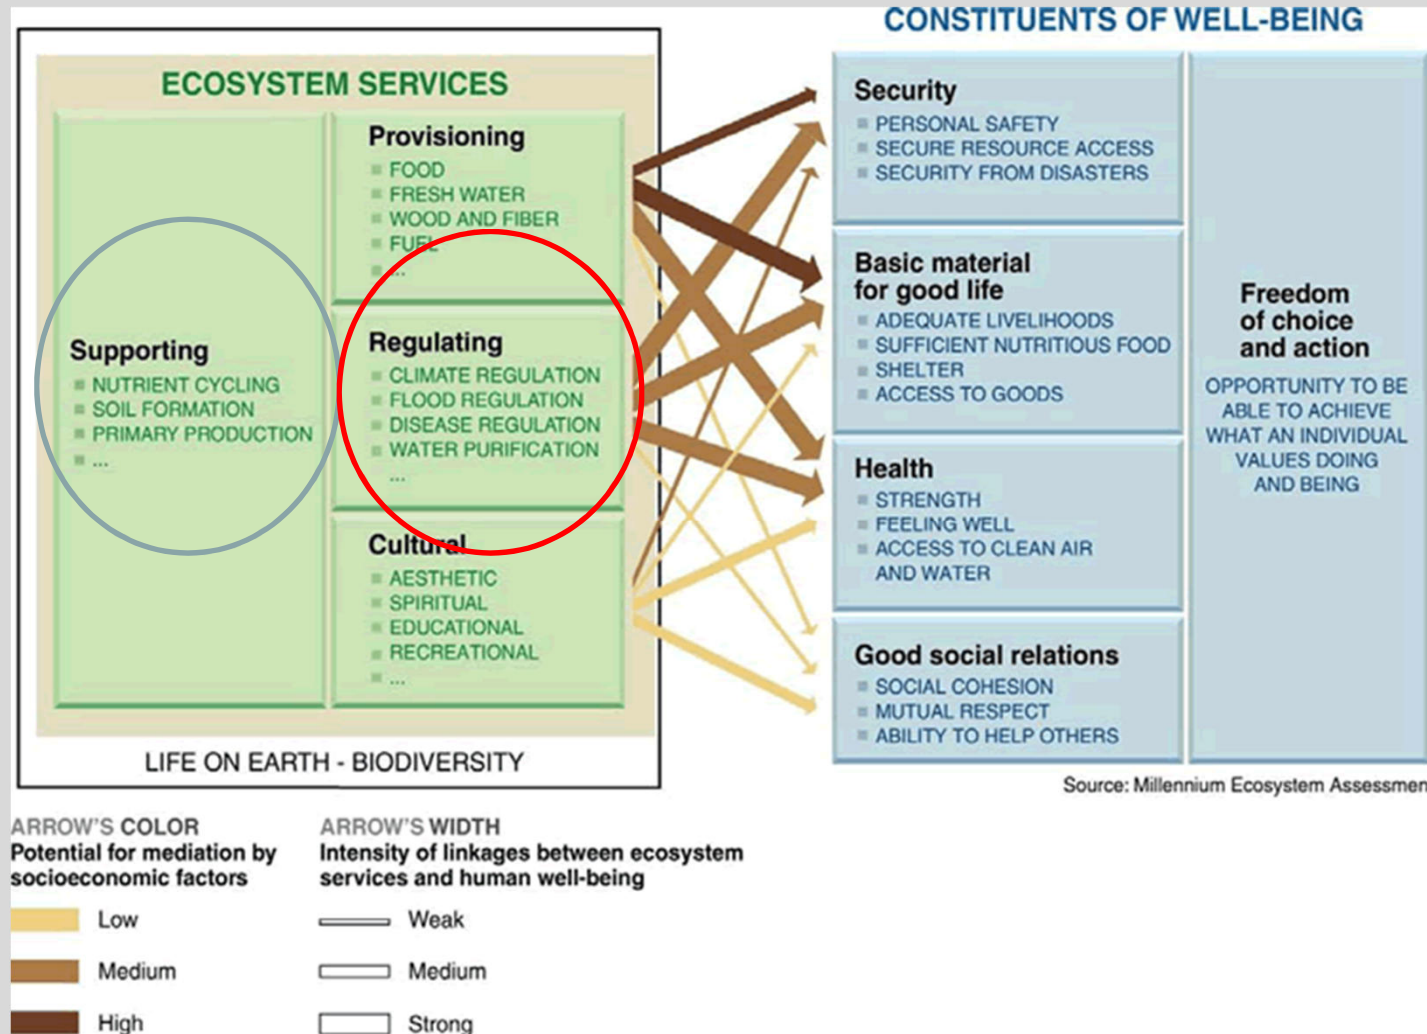 CONSTITUENTS OF WELL-BEING
ECOSYSTEM SERVICES
Supporting
NUTRIENT CYCLING
SOIL FORMATION
PRIMARY PRODUCTION
...
Provisioning
FOOD
FRESH WATER
WOOD AND FIBER
FUEL
...
Regulating
CLIMATE REGULATION
FLOOD REGULATION
DISEASE REGULATION
WATER PURIFICATION
...
Cultural
AESTHETIC
SPIRITUAL
EDUCATIONAL
RECREATIONAL
...
LIFE ON EARTH - BIODIVERSITY
Security
PERSONAL SAFETY
SECURE RESOURCE ACCESS
SECURITY FROM DISASTERS
Basic material
for good life
ADEQUATE LIVELIHOODS
SUFFICIENT NUTRITIOUS FOOD
SHELTER
ACCESS TO GOODS
Health
STRENGTH
FEELING WELL
ACCESS TO CLEAN AIR
AND WATER
Good social relations
SOCIAL COHESION
MUTUAL RESPECT
ABILITY TO HELP OTHERS
Freedom
of choice
and action
OPPORTUNITY TO BE
ABLE TO ACHIEVE
WHAT AN INDIVIDUAL
VALUES DOING
AND BEING
Source: Millennium Ecosystem Assessmen
ARROW'S COLOR
Potential for mediation by
socioeconomic factors
Low
Medium
High
ARROW'S WIDTH
Intensity of linkages between ecosystem
services and human well-being
Weak
Medium
Strong